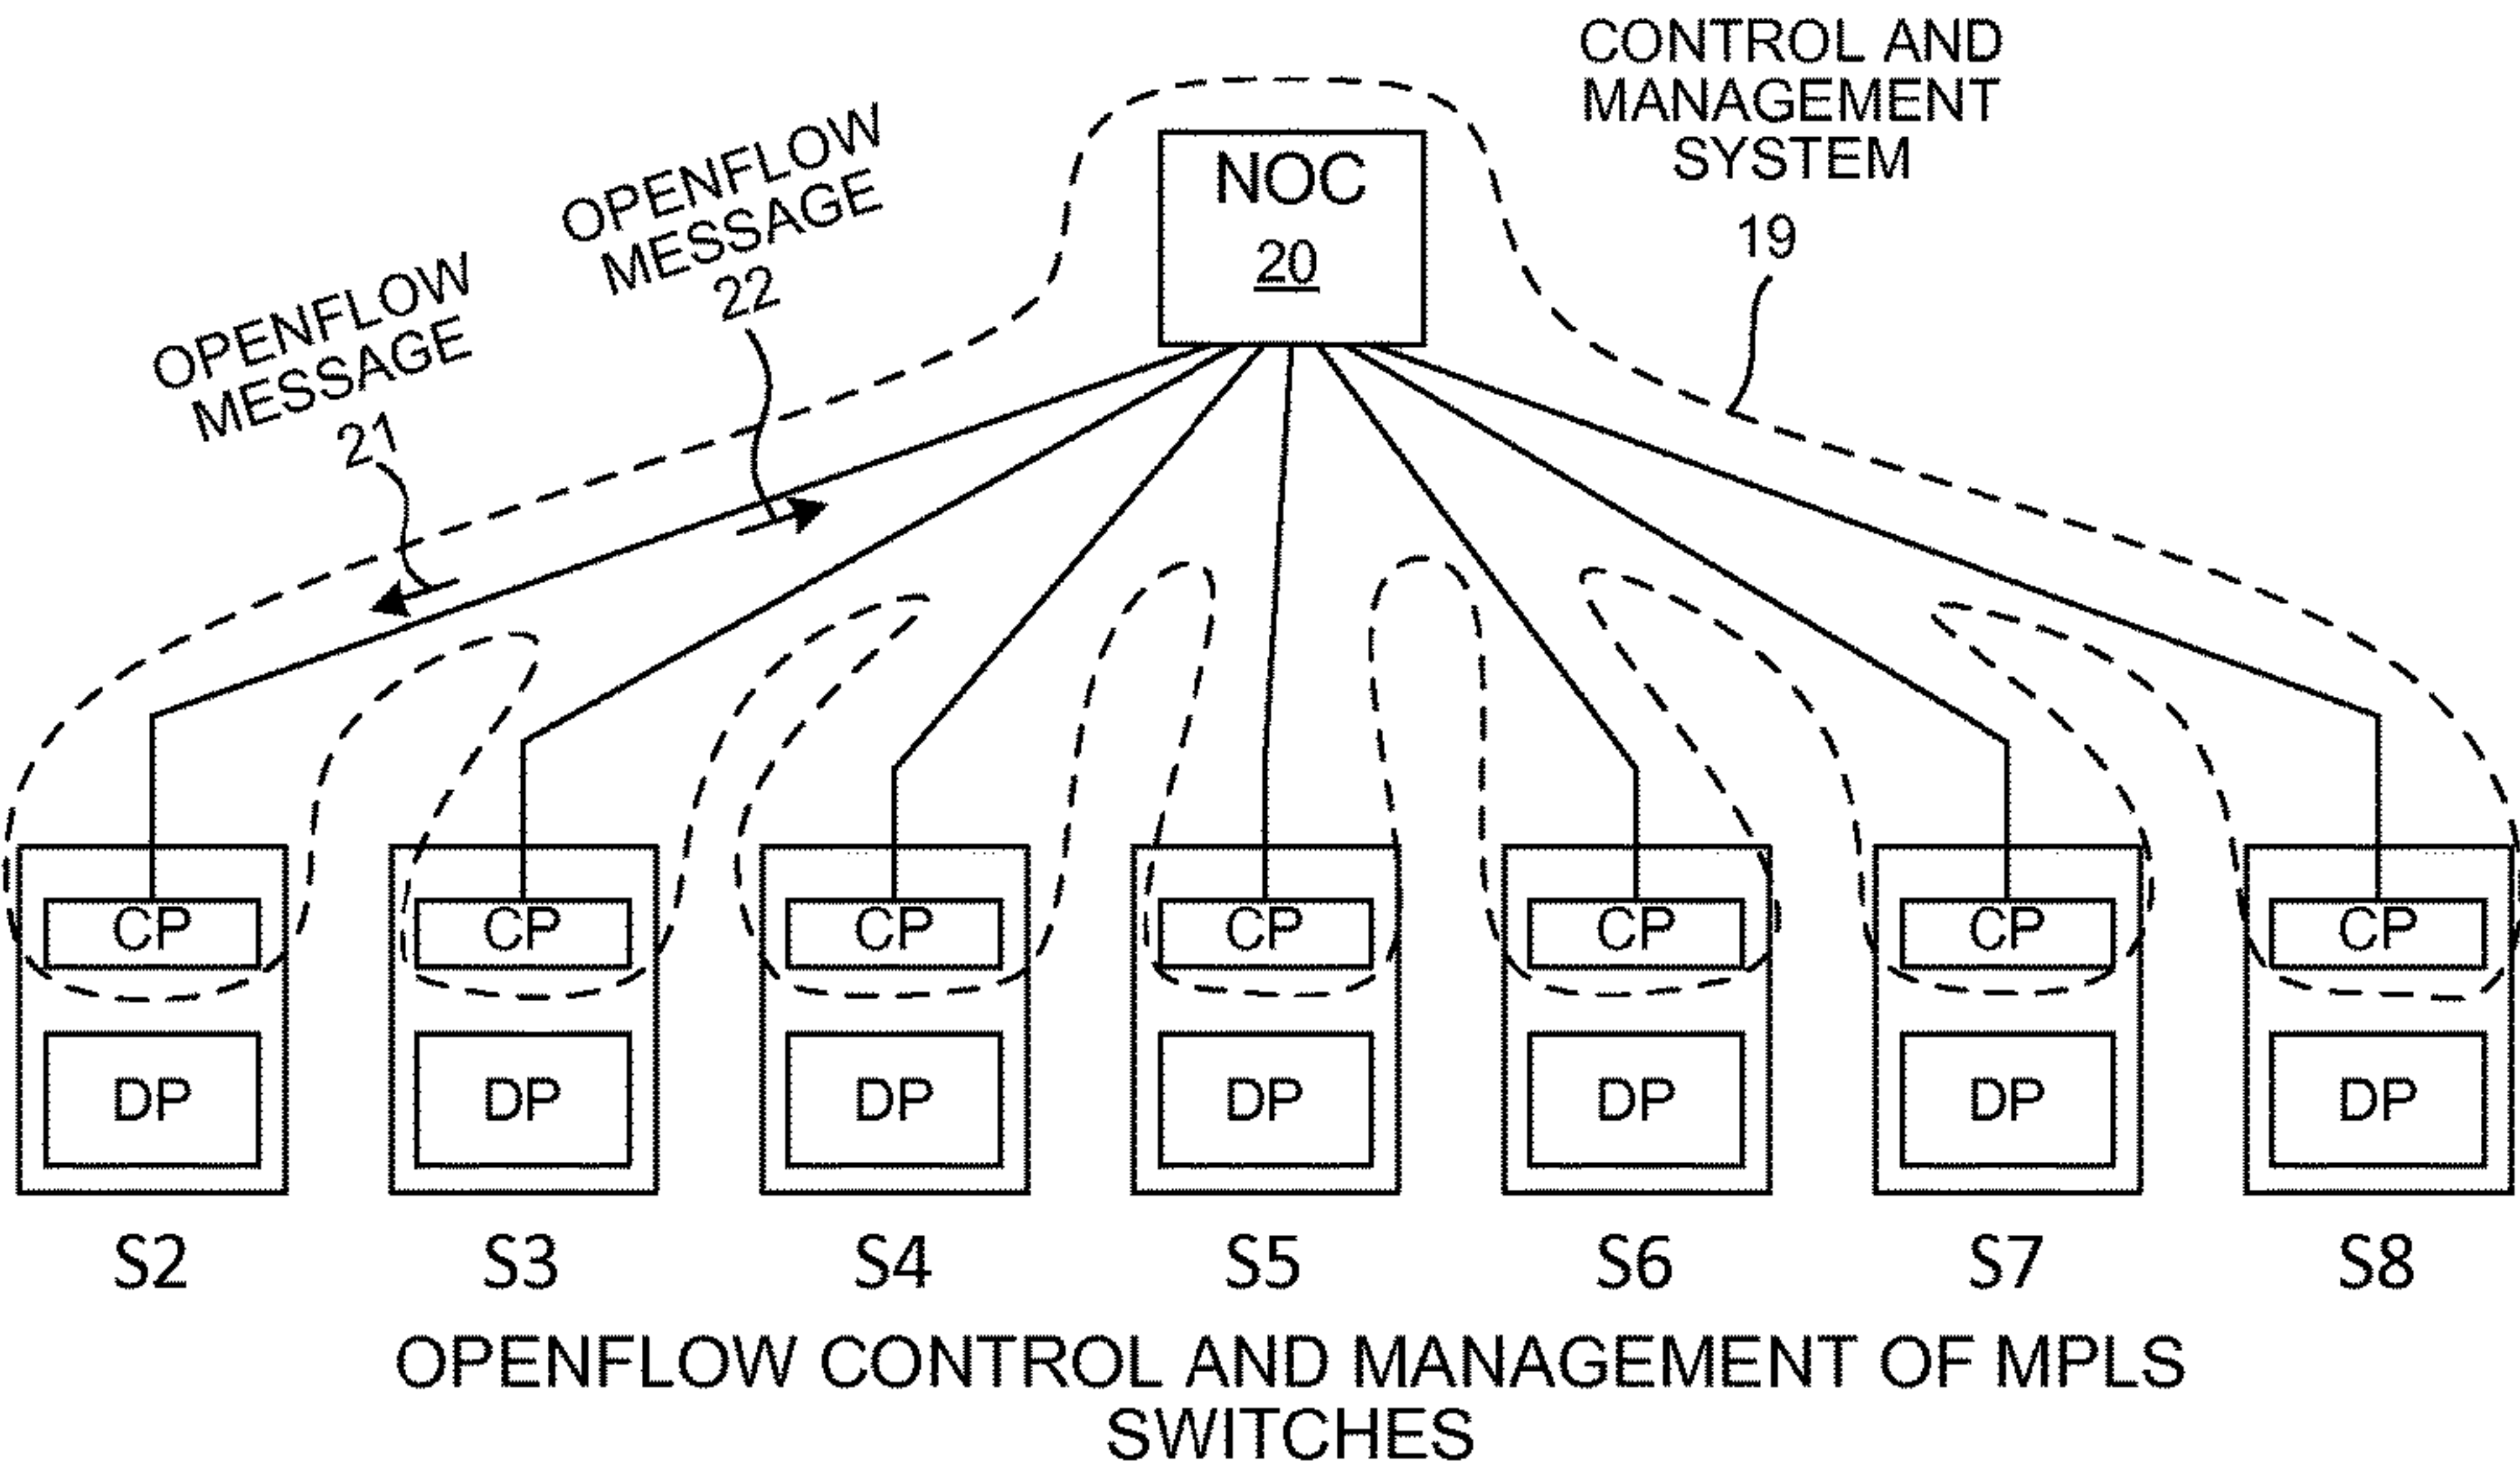 CONTROL AND
MANAGEMENT
SYSTEM
19
NOC
20
OPENFLOW
MESSAGE
22
OPENFLOW
MESSAGE
21
CP CP CP CP CP CP CP
DP DP DP DP DP DP DP
S2 S3 S4 S5 S6 S7 S8
OPENFLOW CONTROL AND MANAGEMENT OF MPLS
SWITCHES